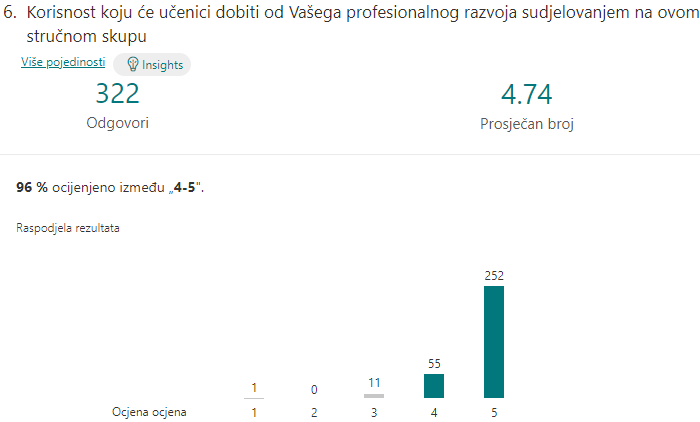 6. Korisnost koju će učenici dobiti od Vašega profesionalnog razvoja sudjelovanjem na ovom
stručnom skupu
Više pojedinosti
Insights
322
Odgovori
4.74
Prosječan broj
96 % ocijenjeno između „4-5".
Raspodjela rezultata
252
55
11
1
0
Ocjena ocjena
1
2
3
4
5